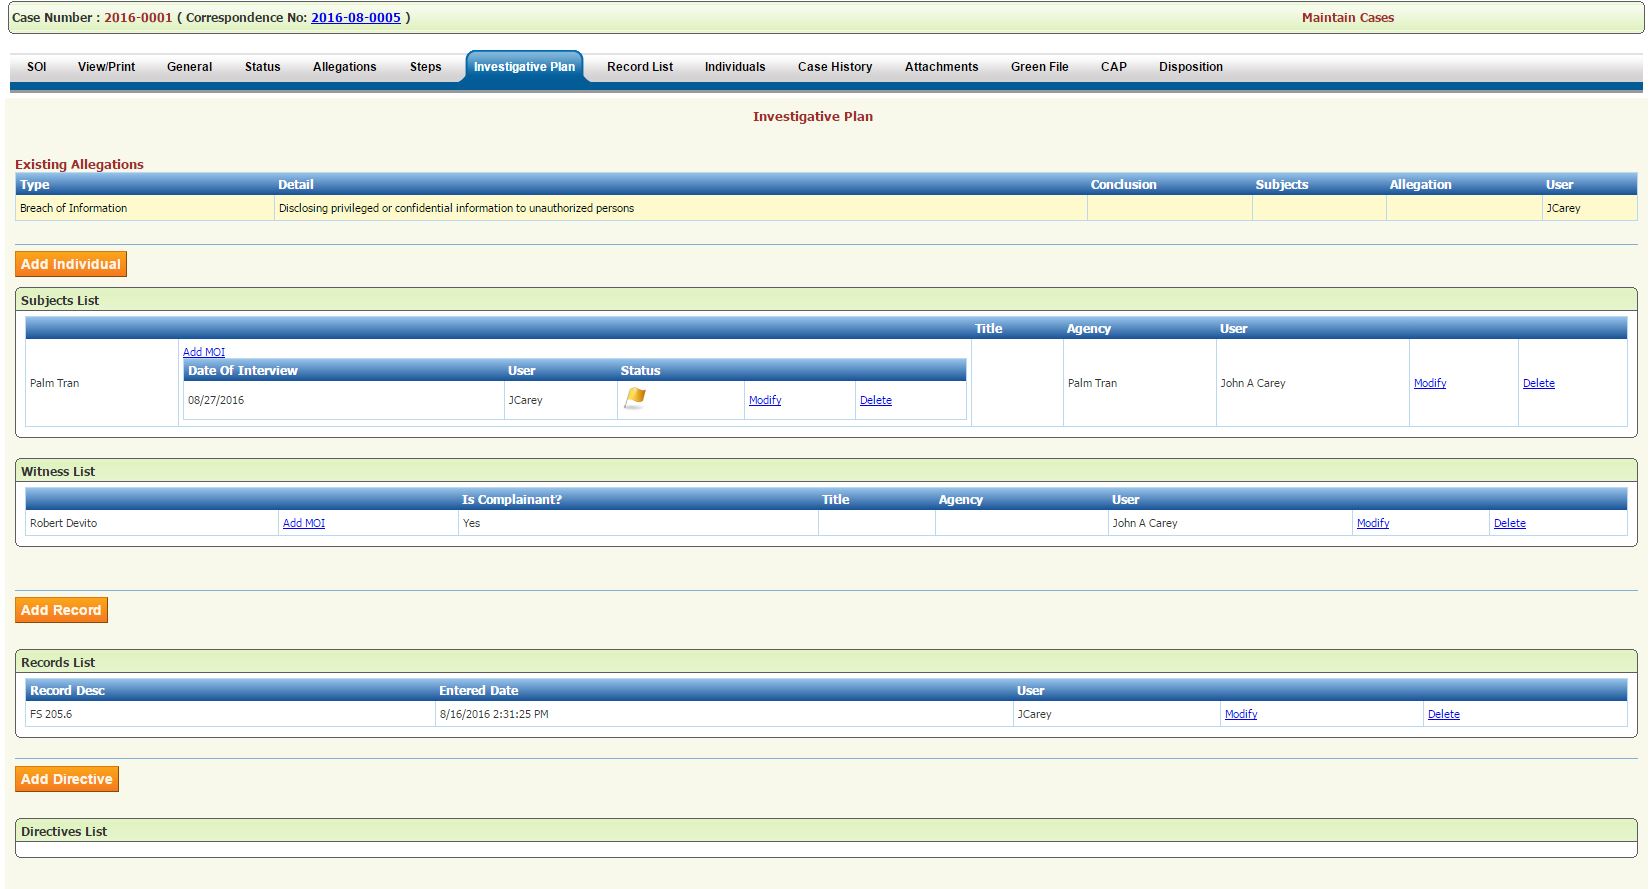 Case Number : 2016-0001 ( Correspondence No: 2016-08-0005 ) Maintain Cases
SOI View/Print General Status Allegations Steps Investigative Plan Record List Individuals Case History Attachments Green File CAP Disposition
Investigative Plan
Existing Allegations
Type Detail Conclusion Subjects Allegation User
Breach of Information Disclosing privileged or confidential information to unauthorized persons JCarey
Add Individual
Subjects List
Title Agency User
Add MOI
Date Of Interview User Status
Palm Tran Palm Tran John A Carey Modify Delete
08/27/2016 JCarey Modify Delete
Witness List
Is Complainant? Title Agency User
Robert Devito Add MOI Yes John A Carey Modify Delete
Add Record
Records List
Record Desc Entered Date User
FS 205.6 8/16/2016 2:31:25 PM JCarey Modify Delete
Add Directive
Directives List